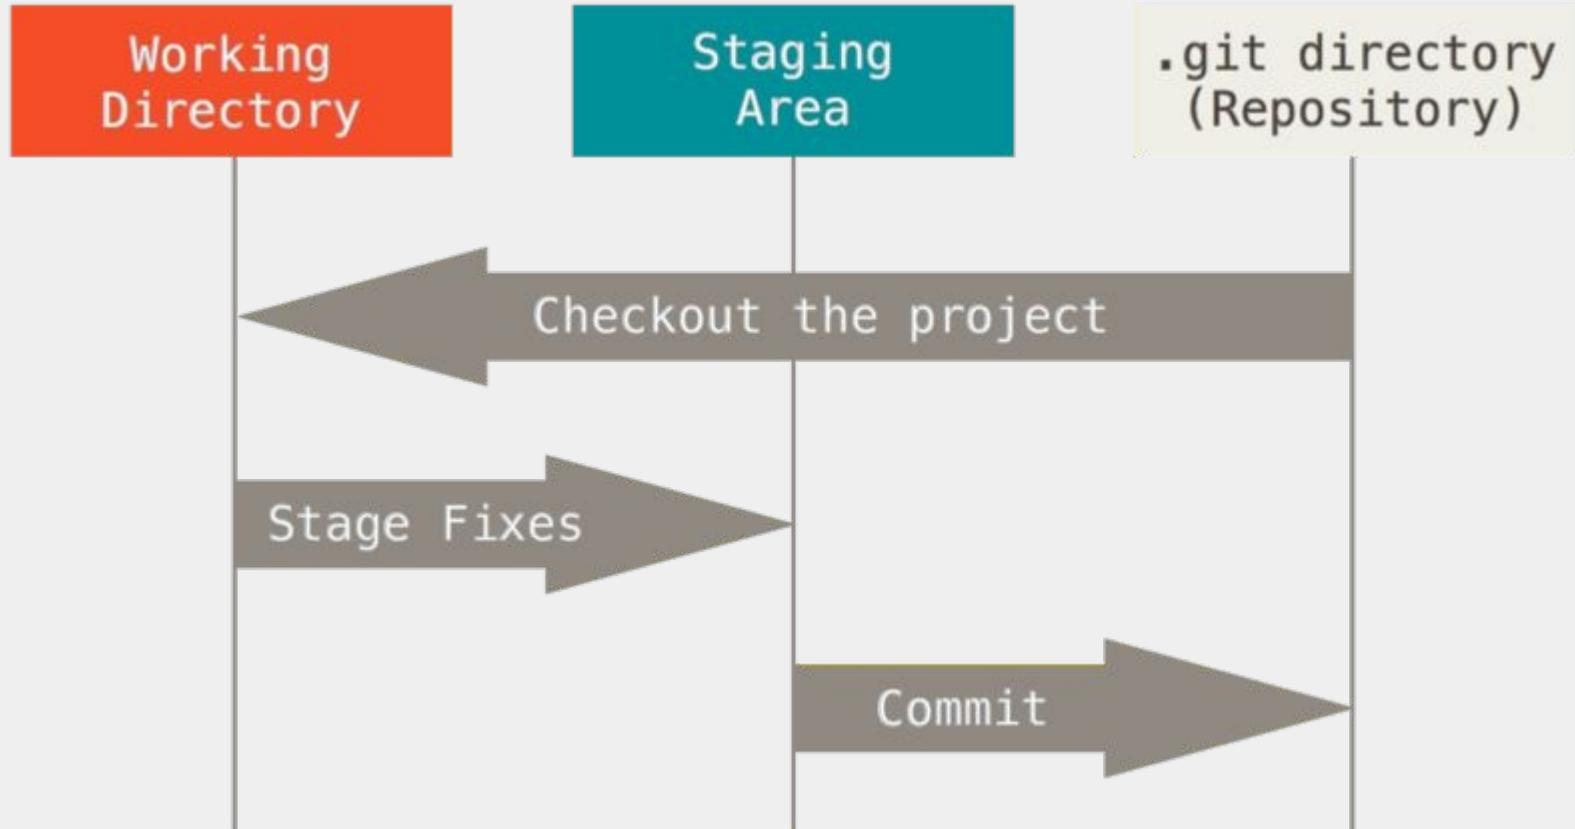 Working
Directory
Staging
Area
.git directory
(Repository)
Checkout the project
Stage Fixes
Commit